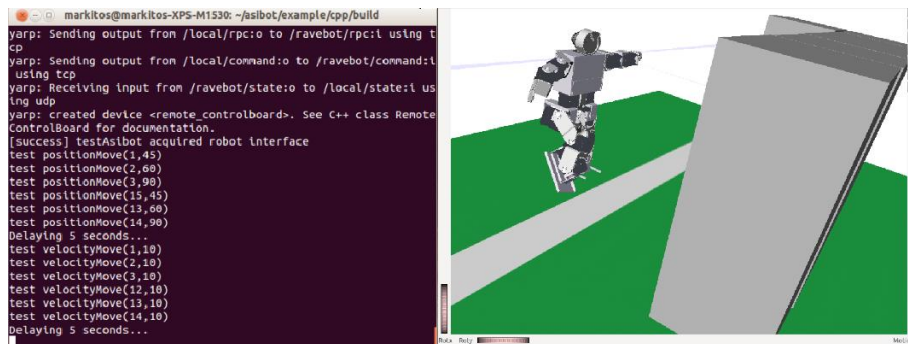 markitos@markitos-XPS-M1530: ~/asibot/example/cpp/build
yarp: Sending output from /local/rpc:o to /ravebot/rpc:i using t
cp
yarp: Sending output from /local/command:o to /ravebot/command:i
 using tcp
yarp: Receiving input from /ravebot/state:o to /local/state:i us
ing udp
yarp: created device <remote_controlboard>. See C++ class Remote
ControlBoard for documentation.
[success] testAsibot acquired robot interface
test positionMove(1,45)
test positionMove(2,60)
test positionMove(3,90)
test positionMove(15,45)
test positionMove(13,60)
test positionMove(14,90)
Delaying 5 seconds...
test velocityMove(1,10)
test velocityMove(2,10)
test velocityMove(3,10)
test velocityMove(12,10)
test velocityMove(13,10)
test velocityMove(14,10)
Delaying 5 seconds...
Rotx Roty